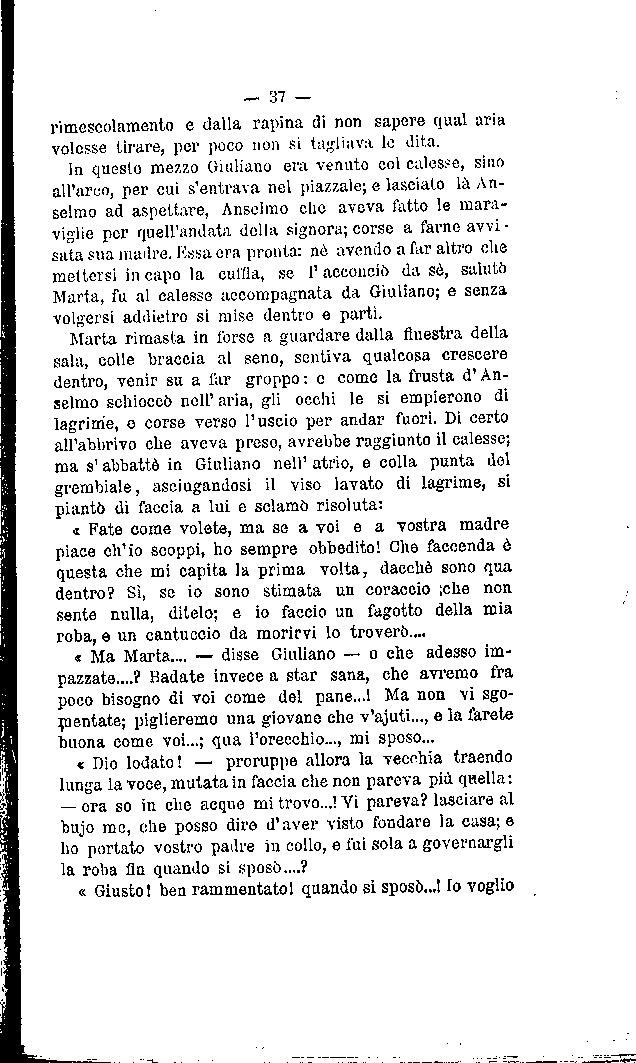 — 37 —
rimescolamento e dalla rapina di non sapere qual aria
volesse tirare, per poco non si tagliava le dita.
In questo mezzo Giuliano era venuto col calesse, sino
all'arco, per cui s'entrava nel piazzale; e lasciato là An-
selmo ad aspettare, Anselmo che aveva fatto le mara-
viglie per quell'andata della signora; corse a farne avvi-
sata sua madre. Essa era pronta: nè avendo a far altro che
mettersi in capo la cuffia, se l'acconciò da sè, salutò
Marta, fu al calesse accompagnata da Giuliano; e senza
volgersi addietro si mise dentro e partì.
Marta rimasta in forse a guardare dalla finestra della
sala, colle braccia al seno, sentiva qualcosa crescere
dentro, venir su a far groppo: e come la frusta d'An-
selmo schioccò nell'aria, gli occhi le si empierono di
lagrime, e corse verso l'uscio per andar fuori. Di certo
all'abbrivo che aveva preso, avrebbe raggiunto il calesse;
ma s'abbattè in Giuliano nell'atrio, e colla punta del
grembiale, asciugandosi il viso lavato di lagrime, si
piantò di faccia a lui e sclamò risoluta:
« Fate come volete, ma se a voi e a vostra madre
piace ch'io scoppi, ho sempre obbedito! Che faccenda è
questa che mi capita la prima volta, dacchè sono qua
dentro? Sì, se io sono stimata un coraccio ;che non
sente nulla, ditelo; e io faccio un fagotto della mia
roba, e un cantuccio da morirvi lo troverò....
« Ma Marta.... — disse Giuliano — o che adesso im-
pazzate....? Badate invece a star sana, che avremo fra
poco bisogno di voi come del pane...! Ma non vi sgo-
mentate; piglieremo una giovane che v'ajuti..., e la farete
buona come voi...; qua l'orecchio..., mi sposo...
« Dio lodato! — proruppe allora la vecchia traendo
lunga la voce, mutata in faccia che non pareva più quella:
— ora so in che acque mi trovo...! Vi pareva? lasciare al
bujo me, che posso dire d'aver visto fondare la casa; e
ho portato vostro padre in collo, e fui sola a governargli
la roba fin quando si sposò....?
« Giusto! ben rammentato! quando si sposò...! Io voglio